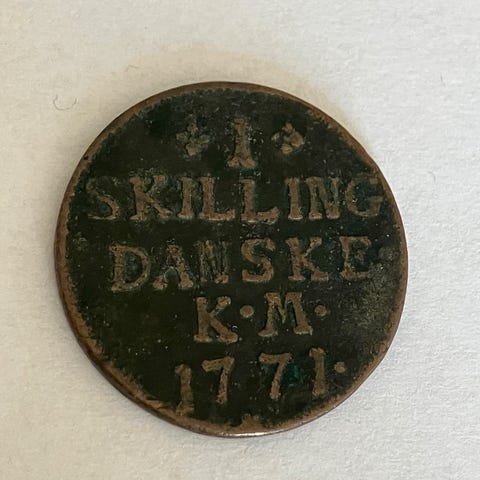 1
SKILLING
DANSKE·
K·M·
1771·